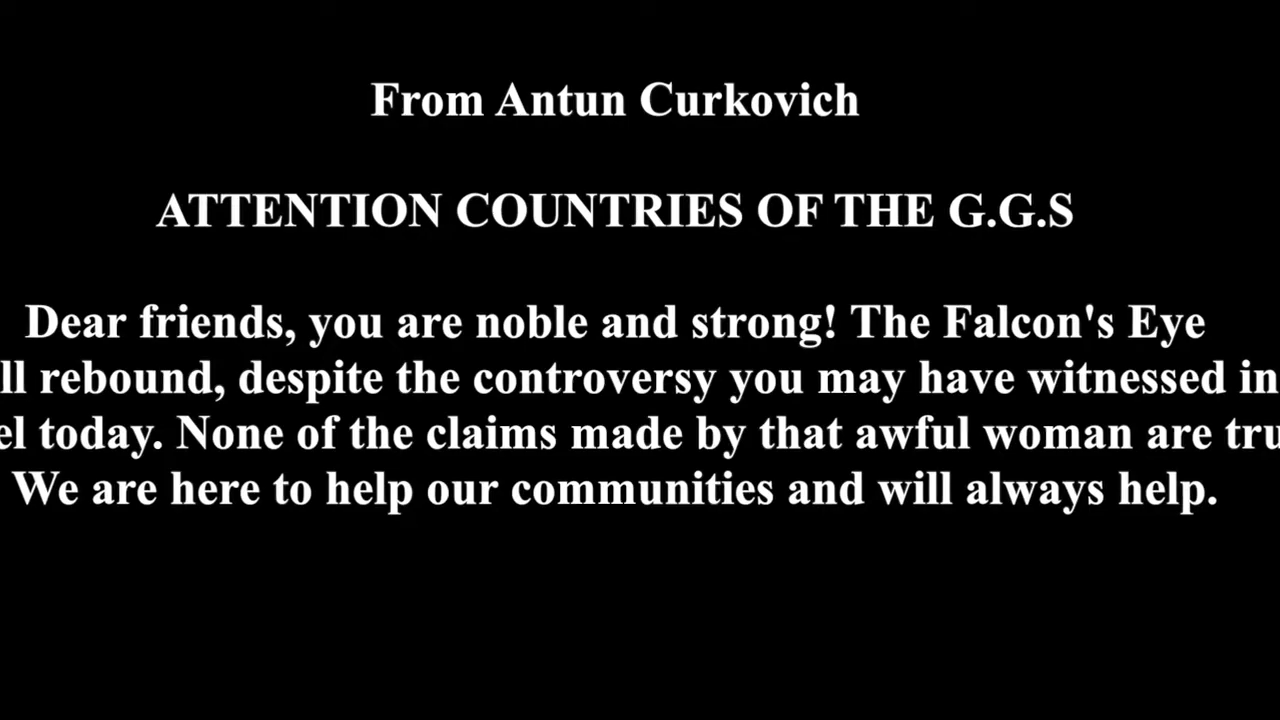 From Antun Curkovich
ATTENTION COUNTRIES OF THE G.G.S
Dear friends, you are noble and strong! The Falcon's Eye
rebound, despite the controversy you may have witnessed in
today. None of the claims made by that awful woman are
We are here to help our communities and will always help.